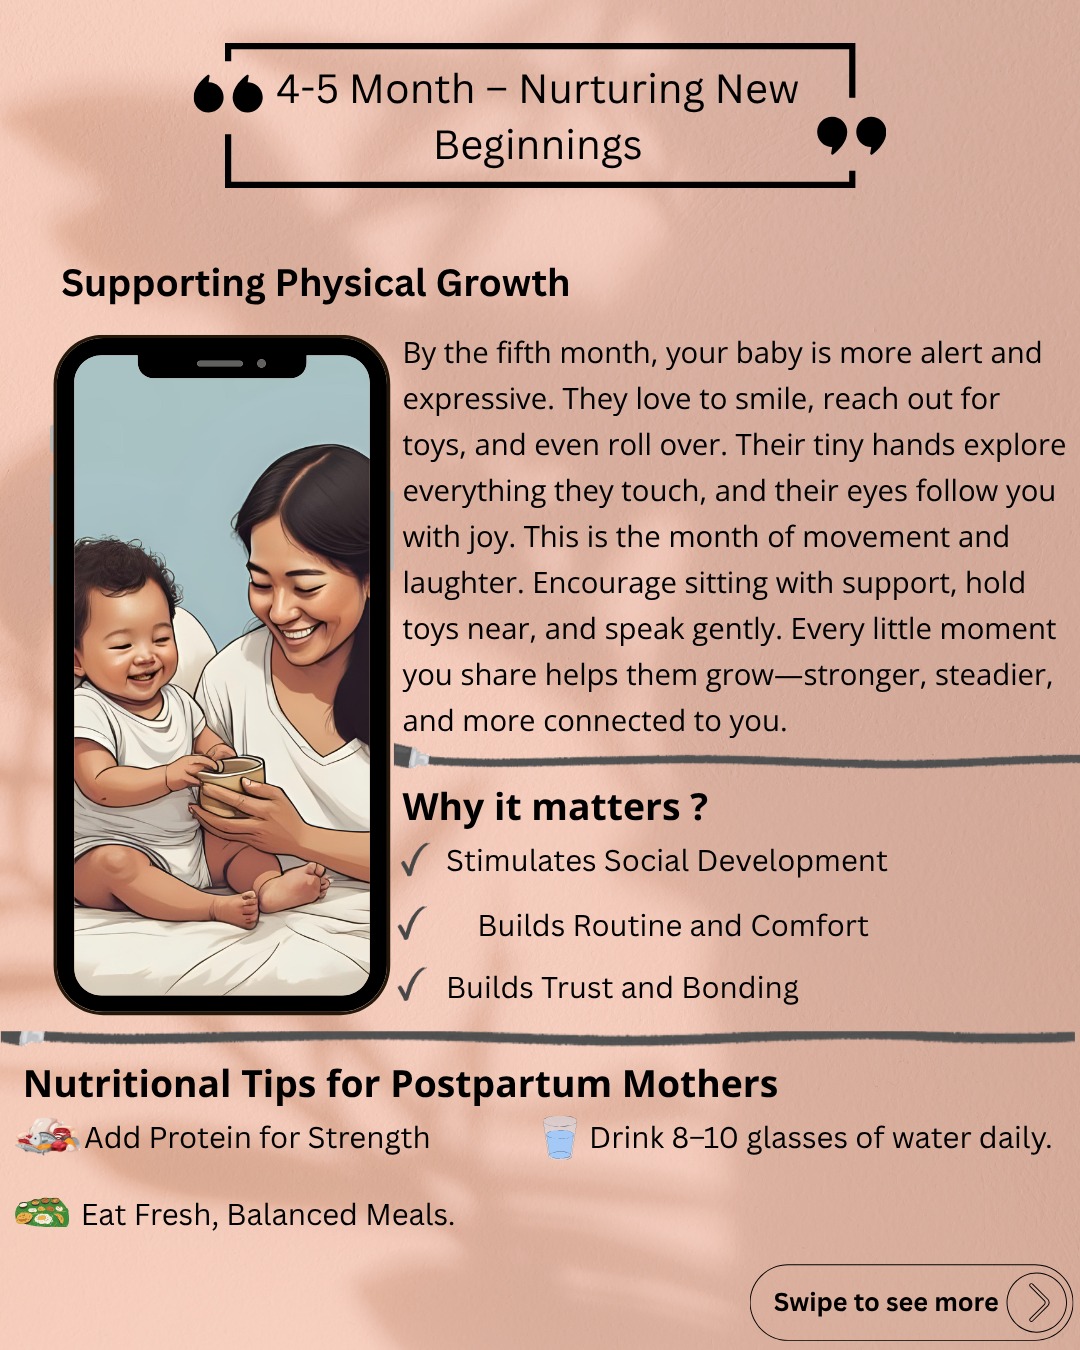 4-5 Month – Nurturing New
Beginnings
Supporting Physical Growth
By the fifth month, your baby is more alert and
expressive. They love to smile, reach out for
toys, and even roll over. Their tiny hands explore
everything they touch, and their eyes follow you
with joy. This is the month of movement and
laughter. Encourage sitting with support, hold
toys near, and speak gently. Every little moment
you share helps them grow—stronger, steadier,
and more connected to you.
Why it matters ?
Stimulates Social Development
Builds Routine and Comfort
Builds Trust and Bonding
Nutritional Tips for Postpartum Mothers
Add Protein for Strength
Drink 8–10 glasses of water daily.
Eat Fresh, Balanced Meals.
Swipe to see more